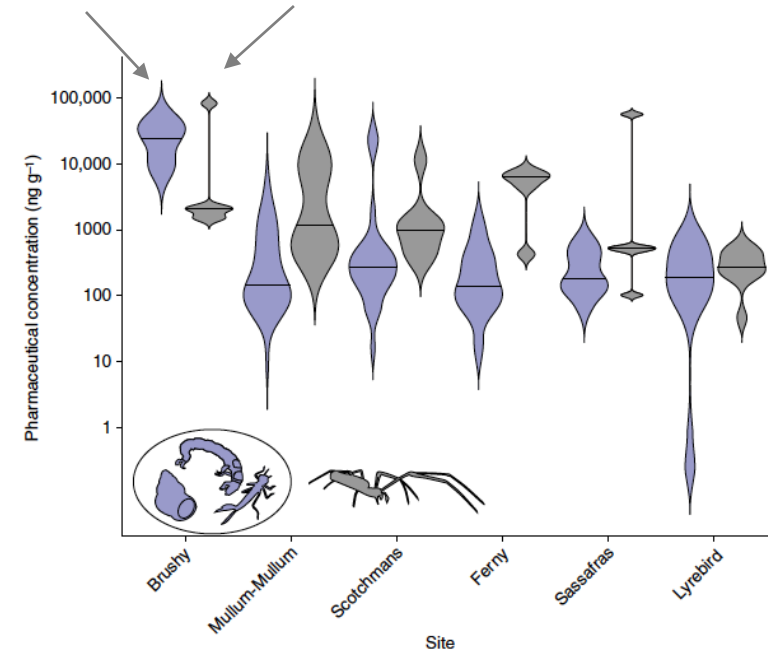 Pharmaceutical concentration (ng g⁻¹)
100,000
10,000
1000
100
10
1
Brushy
Mullum-Mullum
Scotchmans
Ferny
Sassafras
Lyrebird
Site